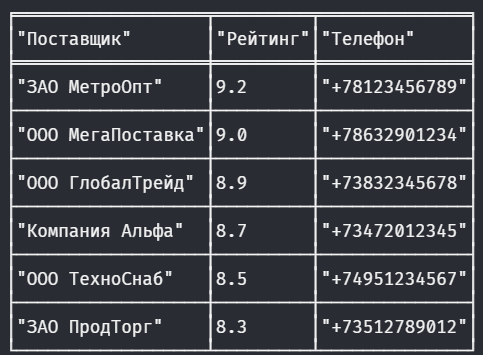 "Поставщик" "Рейтинг" "Телефон"
"ЗАО МетроОпт" 9.2 "+78123456789"
"ООО МегаПоставка" 9.0 "+78632901234"
"ООО ГлобалТрейд" 8.9 "+73832345678"
"Компания Альфа" 8.7 "+73472012345"
"ООО ТехноСнаб" 8.5 "+74951234567"
"ЗАО ПродТорг" 8.3 "+73512789012"